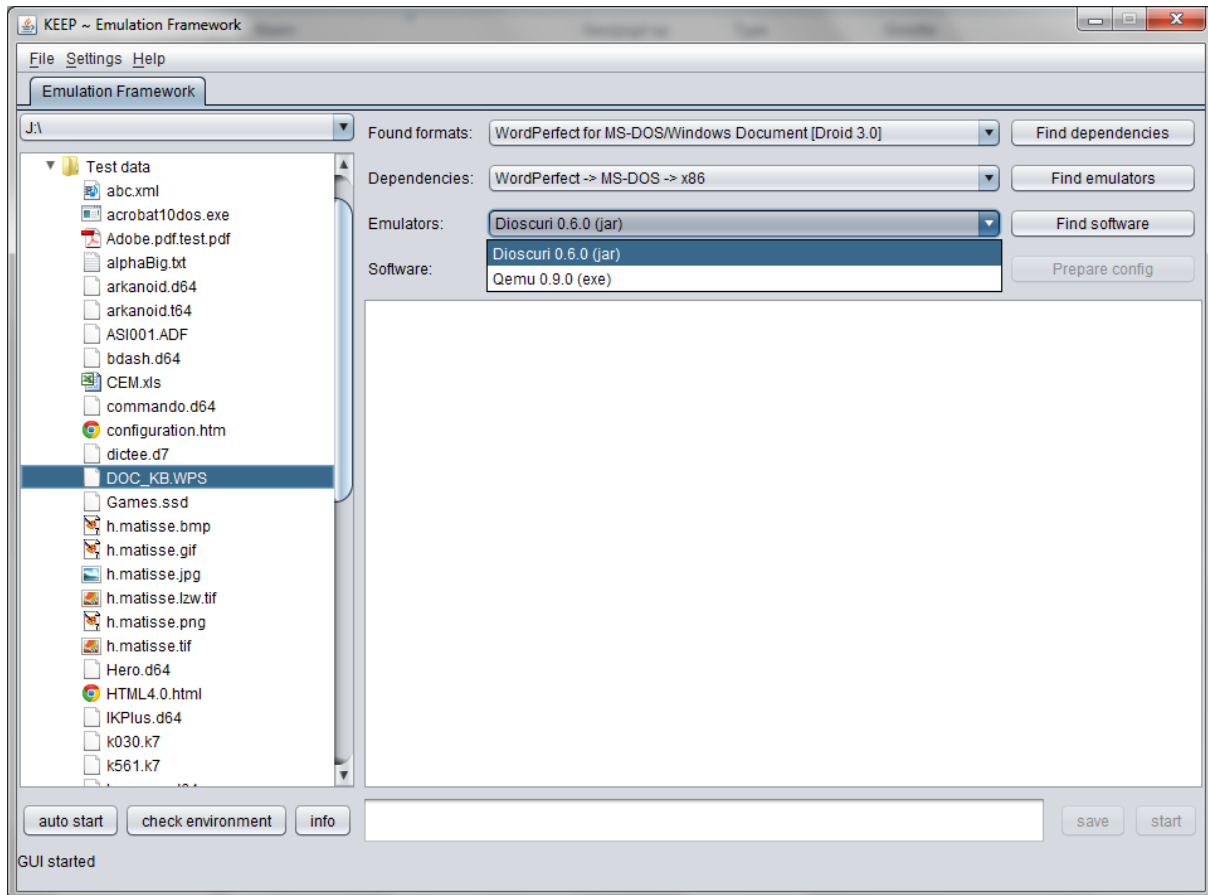 KEEP ~ Emulation Framework
File Settings Help
Emulation Framework
J:\
Test data
abc.xml
acrobat10dos.exe
Adobe.pdf.test.pdf
alphaBig.txt
arkanoid.d64
arkanoid.t64
ASI001.ADF
bdash.d64
CEM.xls
commando.d64
configuration.htm
dictee.d7
DOC_KB.WPS
Games.ssd
h.matisse.bmp
h.matisse.gif
h.matisse.jpg
h.matisse.lzw.tif
h.matisse.png
h.matisse.tif
Hero.d64
HTML4.0.html
IKPlus.d64
k030.k7
k561.k7
Found formats: WordPerfect for MS-DOS/Windows Document [Droid 3.0] Find dependencies
Dependencies: WordPerfect -> MS-DOS -> x86 Find emulators
Emulators: Dioscuri 0.6.0 (jar) Find software
Dioscuri 0.6.0 (jar)
Software: Qemu 0.9.0 (exe) Prepare config
auto start check environment info save start
GUI started